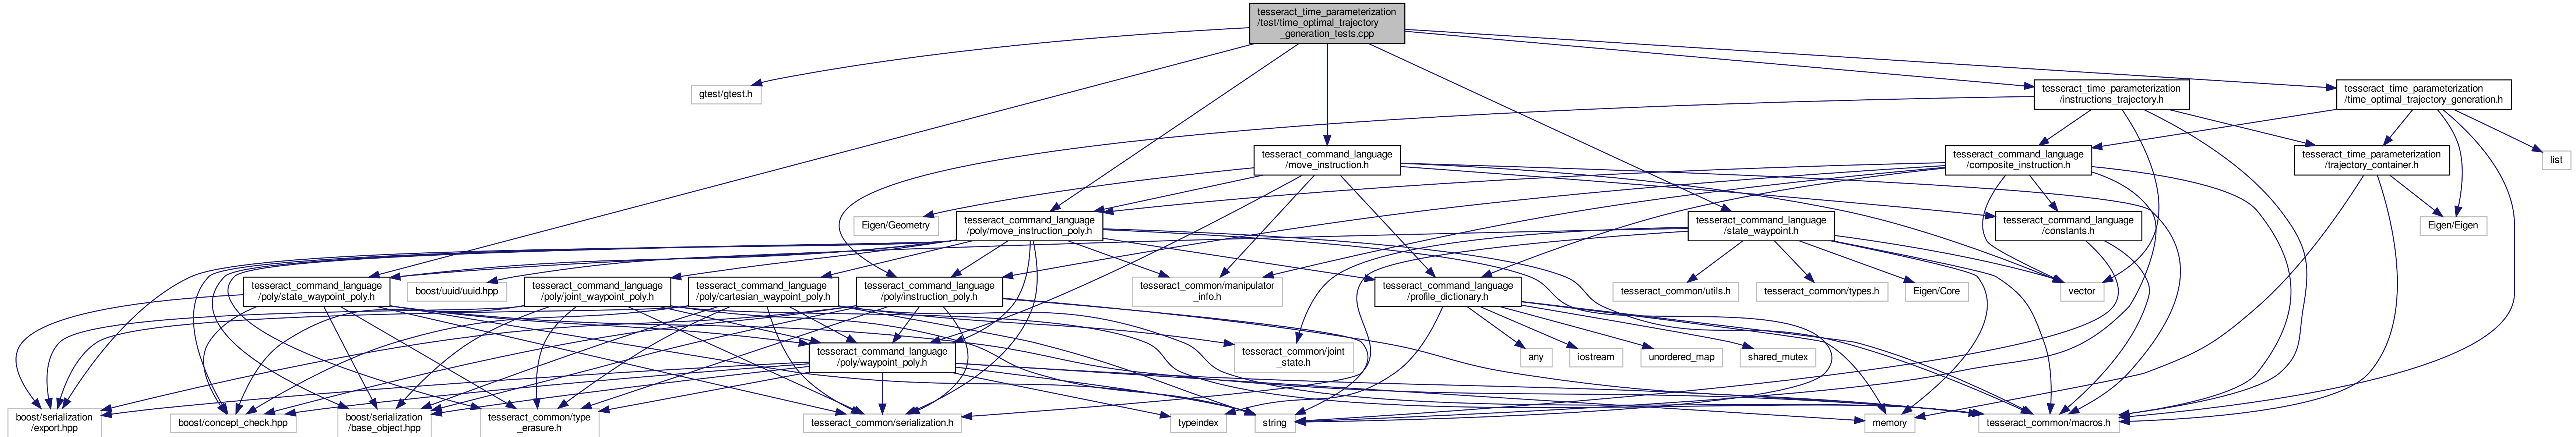 tesseract_time_parameterization
/test/time_optimal_trajectory
_generation_tests.cpp
gtest/gtest.h
tesseract_time_parameterization
/instructions_trajectory.h
tesseract_time_parameterization
/time_optimal_trajectory_generation.h
tesseract_command_language
/move_instruction.h
tesseract_command_language
/composite_instruction.h
tesseract_time_parameterization
/trajectory_container.h
list
Eigen/Geometry
tesseract_command_language
/poly/move_instruction_poly.h
tesseract_command_language
/state_waypoint.h
tesseract_command_language
/constants.h
Eigen/Eigen
tesseract_command_language
/poly/state_waypoint_poly.h
boost/uuid/uuid.hpp
tesseract_command_language
/poly/joint_waypoint_poly.h
tesseract_command_language
/poly/cartesian_waypoint_poly.h
tesseract_command_language
/poly/instruction_poly.h
tesseract_common/manipulator
_info.h
tesseract_command_language
/profile_dictionary.h
tesseract_common/utils.h
tesseract_common/types.h
Eigen/Core
vector
tesseract_command_language
/poly/waypoint_poly.h
tesseract_common/joint
_state.h
any
iostream
unordered_map
shared_mutex
boost/serialization
/export.hpp
boost/concept_check.hpp
boost/serialization
/base_object.hpp
tesseract_common/type
_erasure.h
tesseract_common/serialization.h
typeindex
string
memory
tesseract_common/macros.h